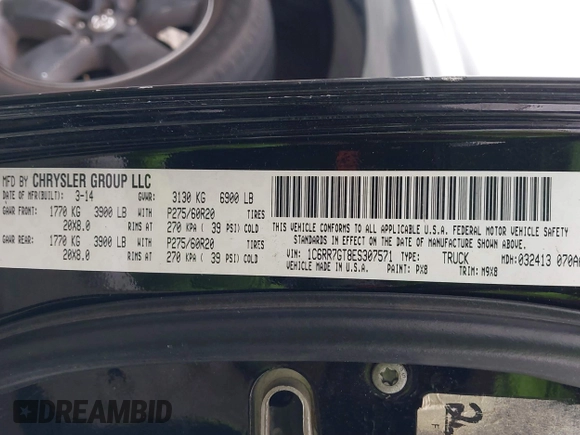 MFD BY CHRYSLER GROUP LLC
DATE OF MFR(BUILT): 3-14 GVWR: 3130 KG 6900 LB
GAWR FRONT: 1770 KG 3900 LB WITH P275/60R20 TIRES
20X8.0 RIMS AT 270 KPA ( 39 PSI) COLD
GAWR REAR: 1770 KG 3900 LB WITH P275/60R20 TIRES
20X8.0 RIMS AT 270 KPA ( 39 PSI) COLD
THIS VEHICLE CONFORMS TO ALL APPLICABLE U.S.A. FEDERAL MOTOR VEHICLE SAFETY
STANDARDS IN EFFECT ON THE DATE OF MANUFACTURE SHOWN ABOVE.
VIN: 1C6RR7GT8ES307571 TYPE: TRUCK MDH:032413 070A
VEHICLE MADE IN U.S.A. PAINT: PX8 TRIM: M9X8
DREAMBID